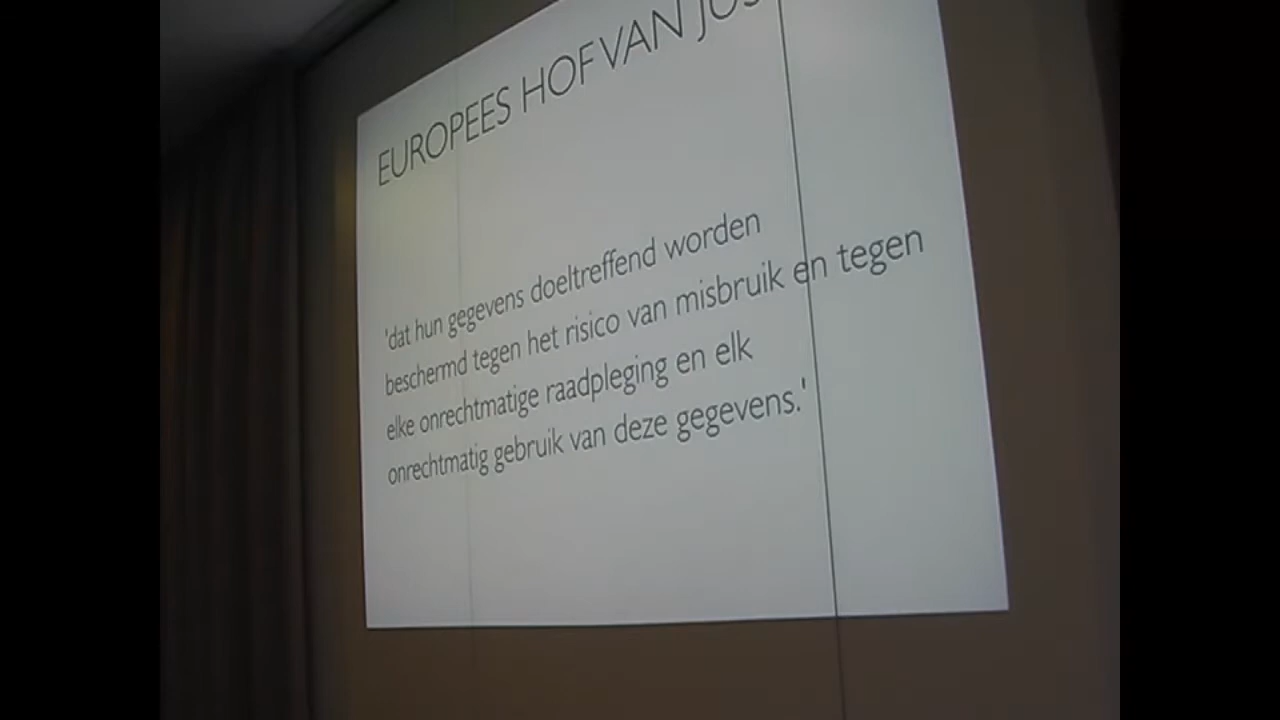 EUROPEES HOF VAN
'dat hun gegevens doeltreffend worden
beschermd tegen het risico van misbruik en tegen
elke onrechtmatige raadpleging en elk
onrechtmatig gebruik van deze gegevens.'